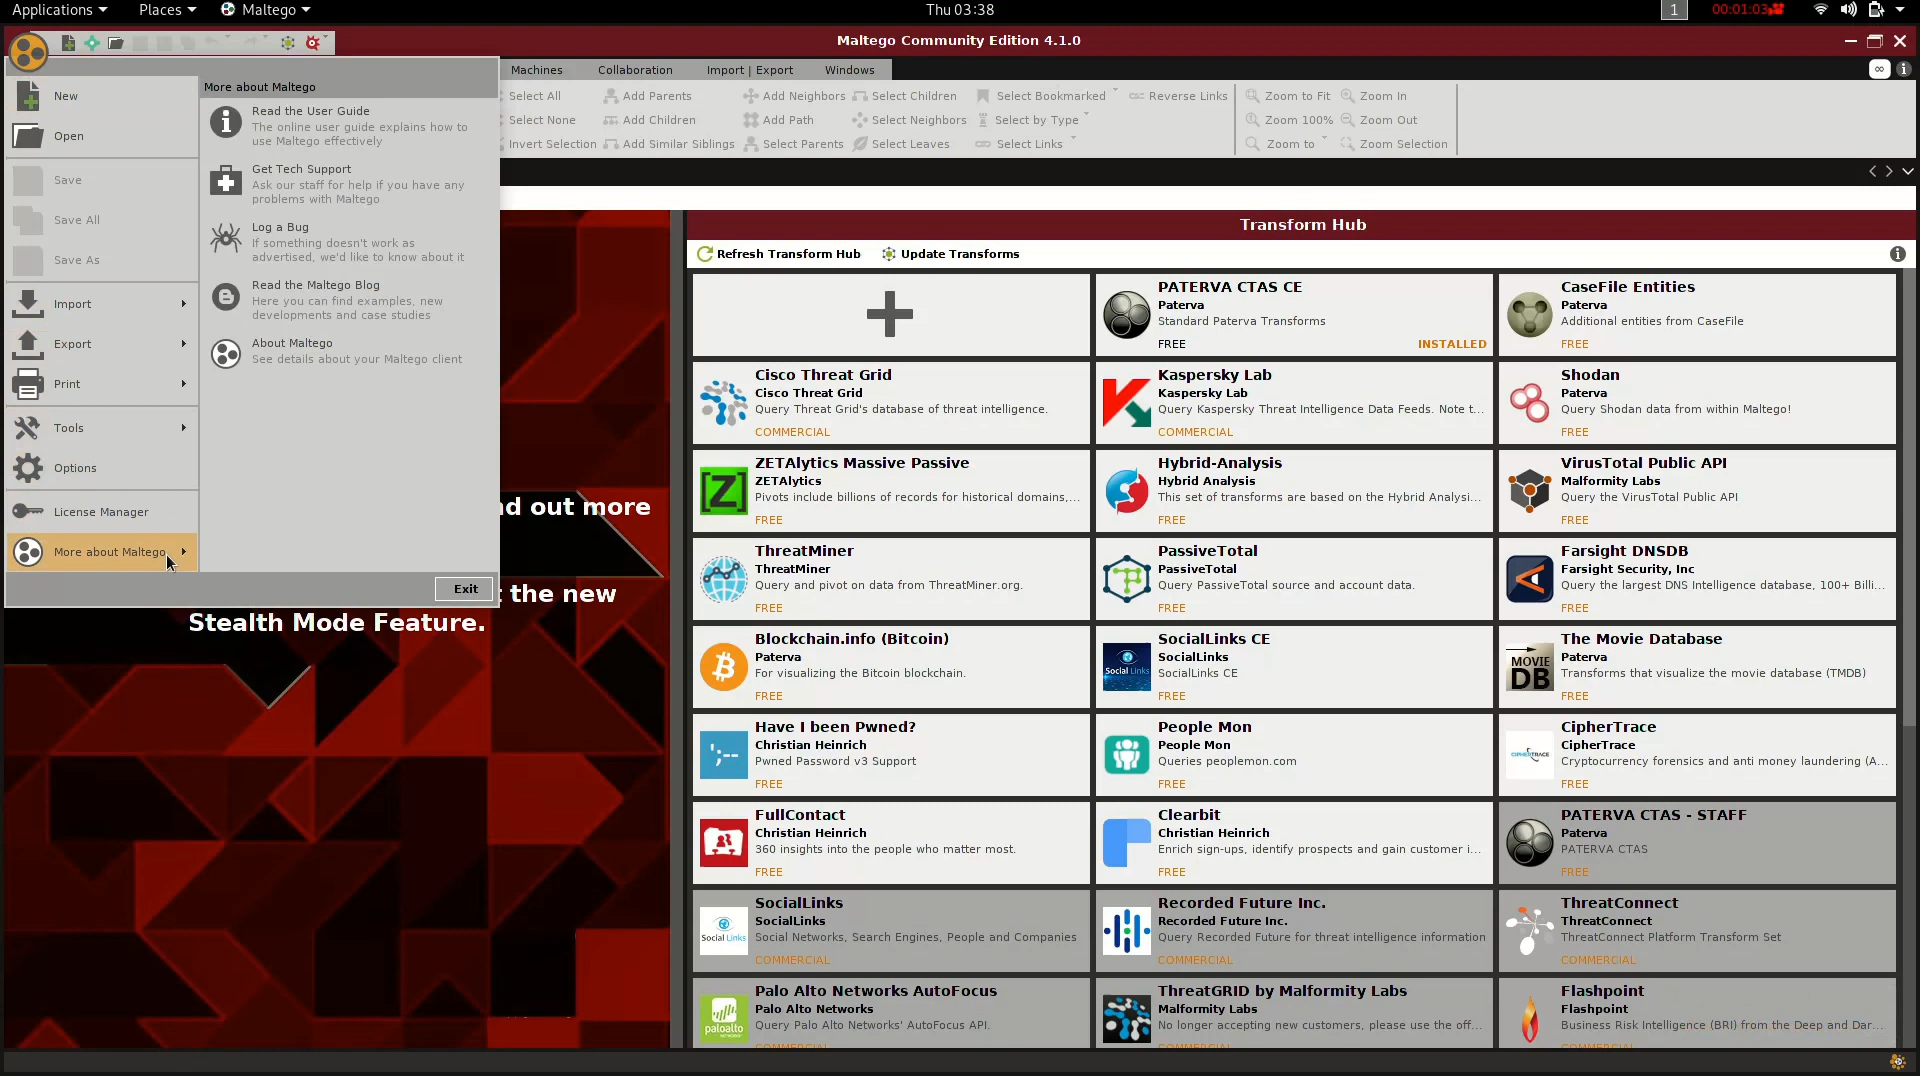 Applications Places Maltego Thu 03:38 1 00:01:03
Maltego Community Edition 4.1.0
Machines Collaboration Import | Export Windows
New
Open
Save
Save All
Save As
Import
Export
Print
Tools
Options
License Manager
More about Maltego
Exit
More about Maltego
Read the User Guide
The online user guide explains how to
use Maltego effectively
Get Tech Support
Ask our staff for help if you have any
problems with Maltego
Log a Bug
If something doesn't work as
advertised, we'd like to know about it
Read the Maltego Blog
Here you can find examples, new
developments and case studies
About Maltego
See details about your Maltego client
Select All Add Parents Add Neighbors Select Children Select Bookmarked Reverse Links Zoom to Fit Zoom In
Select None Add Children Add Path Select Neighbors Select by Type Zoom 100% Zoom Out
Invert Selection Add Similar Siblings Select Parents Select Leaves Select Links Zoom to Zoom Selection
nd out more
the new
Stealth Mode Feature.
Transform Hub
Refresh Transform Hub Update Transforms
PATERVA CTAS CE
Paterva
Standard Paterva Transforms
FREE INSTALLED
CaseFile Entities
Paterva
Additional entities from CaseFile
FREE
Cisco Threat Grid
Cisco Threat Grid
Query Threat Grid's database of threat intelligence.
COMMERCIAL
Kaspersky Lab
Kaspersky Lab
Query Kaspersky Threat Intelligence Data Feeds. Note t...
COMMERCIAL
Shodan
Paterva
Query Shodan data from within Maltego!
FREE
[Z]
ZETAlytics Massive Passive
ZETAlytics
Pivots include billions of records for historical domains,...
FREE
Hybrid-Analysis
Hybrid Analysis
This set of transforms are based on the Hybrid Analysi...
FREE
VirusTotal Public API
Malformity Labs
Query the VirusTotal Public API
FREE
ThreatMiner
ThreatMiner
Query and pivot on data from ThreatMiner.org.
FREE
PassiveTotal
PassiveTotal
Query PassiveTotal source and account data.
FREE
Farsight DNSDB
Farsight Security, Inc
Query the largest DNS Intelligence database, 100+ Billi...
FREE
Blockchain.info (Bitcoin)
Paterva
For visualizing the Bitcoin blockchain.
FREE
Social Links
SocialLinks CE
SocialLinks
SocialLinks CE
FREE
MOVIE
DB
The Movie Database
Paterva
Transforms that visualize the movie database (TMDB)
FREE
';--
Have I been Pwned?
Christian Heinrich
Pwned Password v3 Support
FREE
People Mon
People Mon
Queries peoplemon.com
FREE
CIPHERTRACE
CipherTrace
CipherTrace
Cryptocurrency forensics and anti money laundering (A...
FREE
FullContact
Christian Heinrich
360 insights into the people who matter most.
FREE
Clearbit
Christian Heinrich
Enrich sign-ups, identify prospects and gain customer i...
FREE
PATERVA CTAS - STAFF
Paterva
PATERVA CTAS
FREE
Social Links
SocialLinks
SocialLinks
Social Networks, Search Engines, People and Companies
COMMERCIAL
Recorded Future Inc.
Recorded Future Inc.
Query Recorded Future for threat intelligence information
COMMERCIAL
ThreatConnect
ThreatConnect
ThreatConnect Platform Transform Set
COMMERCIAL
paloalto
Palo Alto Networks AutoFocus
Palo Alto Networks
Query Palo Alto Networks' AutoFocus API.
COMMERCIAL
ThreatGRID by Malformity Labs
Malformity Labs
No longer accepting new customers, please use the off...
COMMERCIAL
Flashpoint
Flashpoint
Business Risk Intelligence (BRI) from the Deep and Dar...
COMMERCIAL